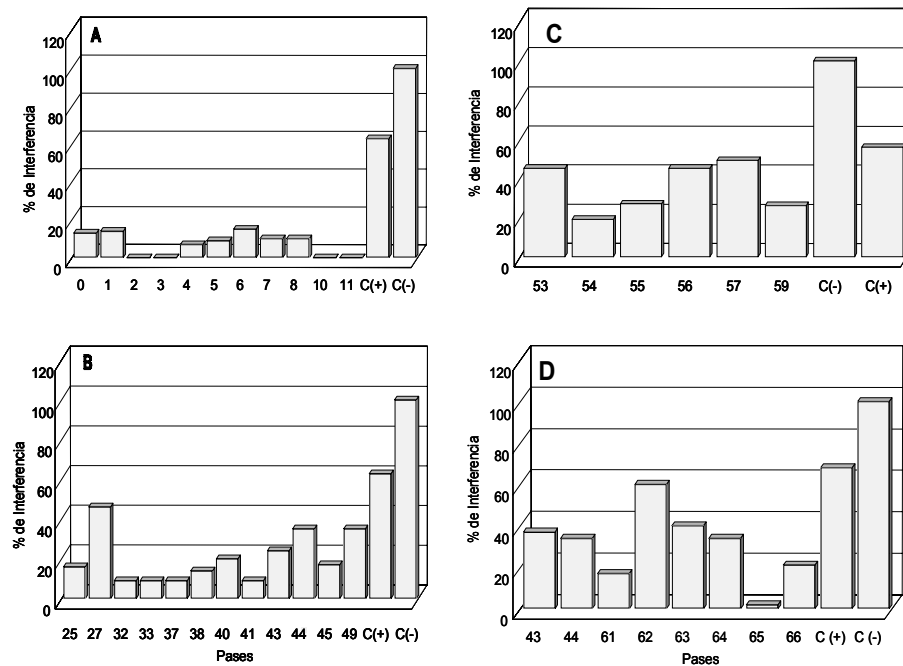 A
% de Interferencia
120
100
80
60
40
20
0
0 1 2 3 4 5 6 7 8 10 11 C(+) C(-)
C
% de Interferencia
120
100
80
60
40
20
0
53 54 55 56 57 59 C(-) C(+)
B
% de Interferencia
120
100
80
60
40
20
0
25 27 32 33 37 38 40 41 43 44 45 49 C(+) C(-)
Pases
D
% de Interferencia
120
100
80
60
40
20
0
43 44 61 62 63 64 65 66 C (+) C (-)
Pases